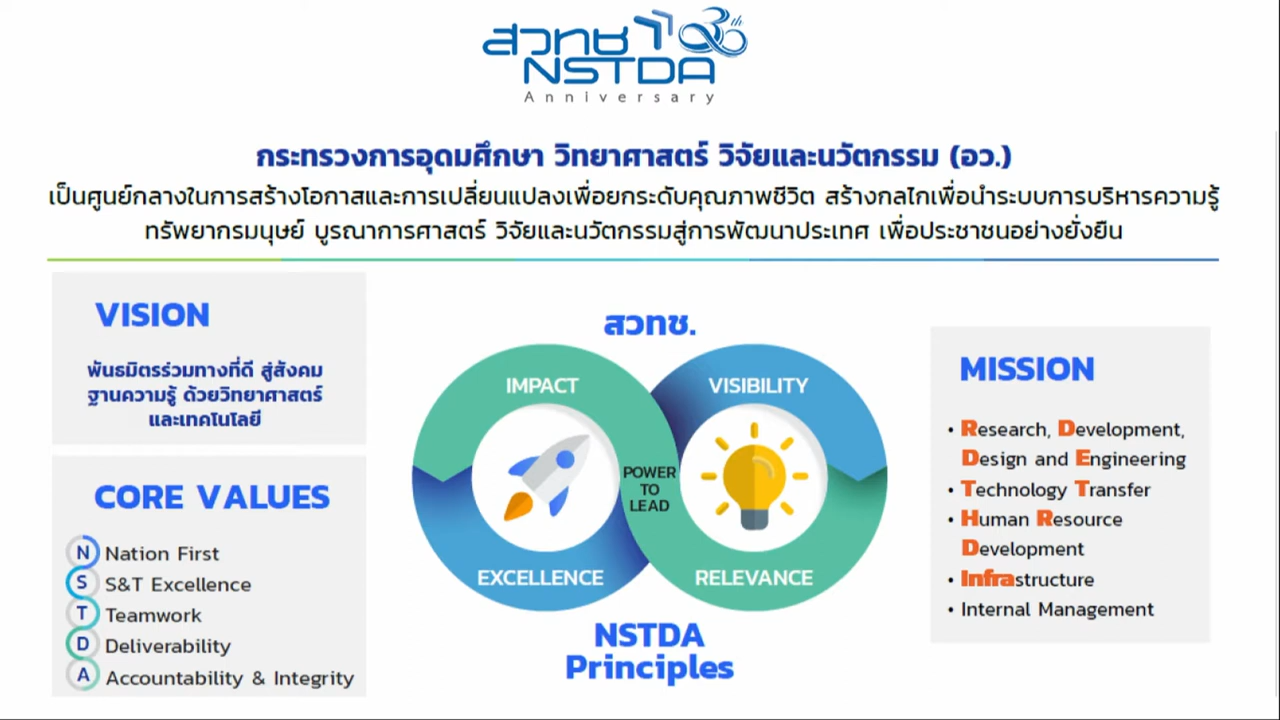 สวทช
NSTDA
30th
Anniversary
กระทรวงการอุดมศึกษา วิทยาศาสตร์ วิจัยและนวัตกรรม (อว.)
เป็นศูนย์กลางในการสร้างโอกาสและการเปลี่ยนแปลงเพื่อยกระดับคุณภาพชีวิต สร้างกลไกเพื่อนำระบบการบริหารความรู้
ทรัพยากรมนุษย์ บูรณาการศาสตร์ วิจัยและนวัตกรรมสู่การพัฒนาประเทศ เพื่อประชาชนอย่างยั่งยืน
VISION
พันธมิตรร่วมทางที่ดี สู่สังคม
ฐานความรู้ ด้วยวิทยาศาสตร์
และเทคโนโลยี
CORE VALUES
N Nation First
S S&T Excellence
T Teamwork
D Deliverability
A Accountability & Integrity
สวทช.
IMPACT
VISIBILITY
POWER
TO
LEAD
EXCELLENCE
RELEVANCE
NSTDA
Principles
MISSION
• Research, Development,
Design and Engineering
• Technology Transfer
• Human Resource
Development
• Infrastructure
• Internal Management